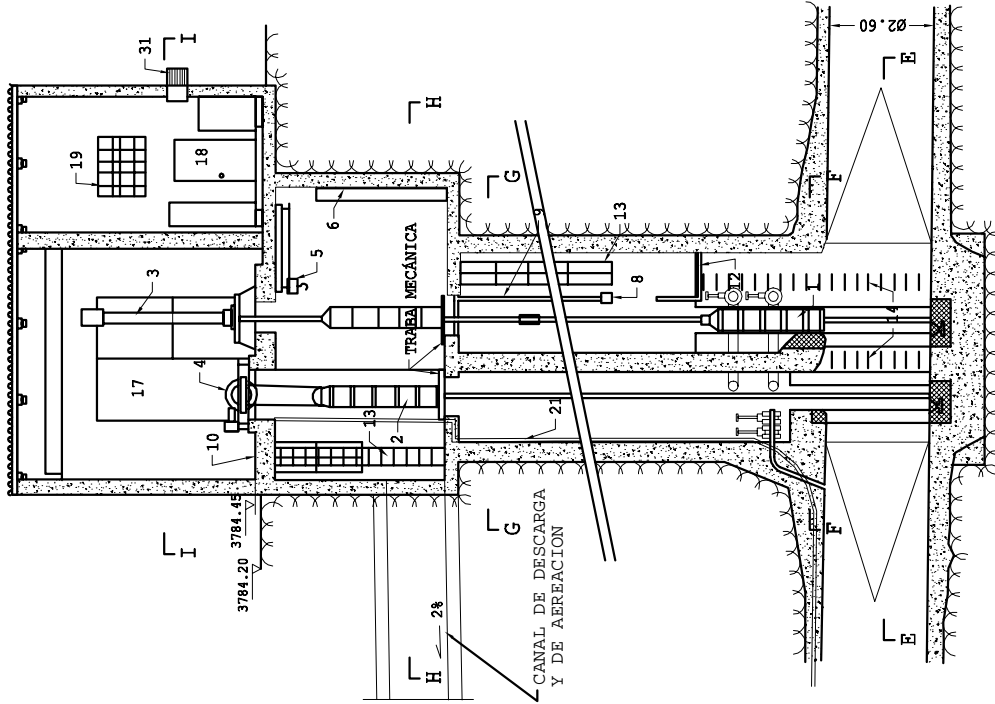 31
I
Ø2.60
E
19
18
H
3
G
F
6
13
5
TRABA MECÁNICA
12
8
17
4
1
14
10
13
2
21
3784.45
3784.20
I
G
F
2%
CANAL DE DESCARGA
Y DE AEREACION
H
E